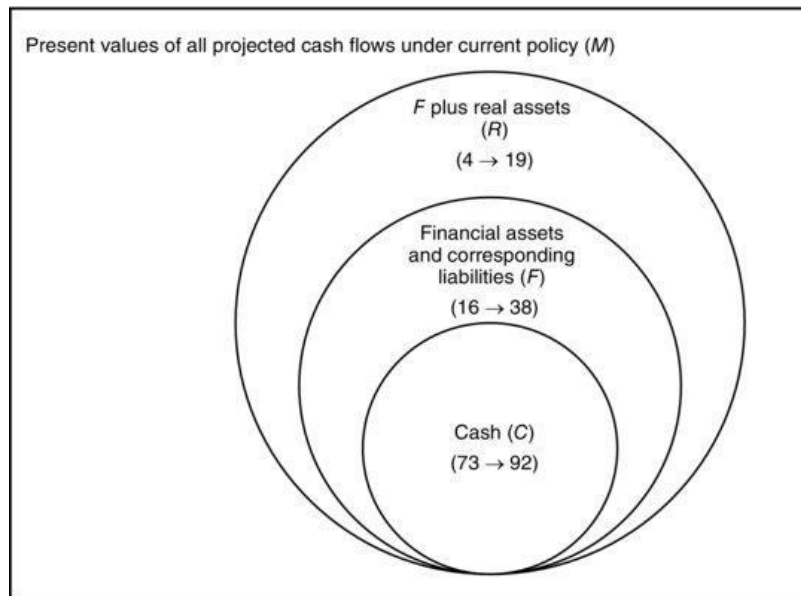 Present values of all projected cash flows under current policy (M)
F plus real assets
(R)
(4 → 19)
Financial assets
and corresponding
liabilities (F)
(16 → 38)
Cash (C)
(73 → 92)